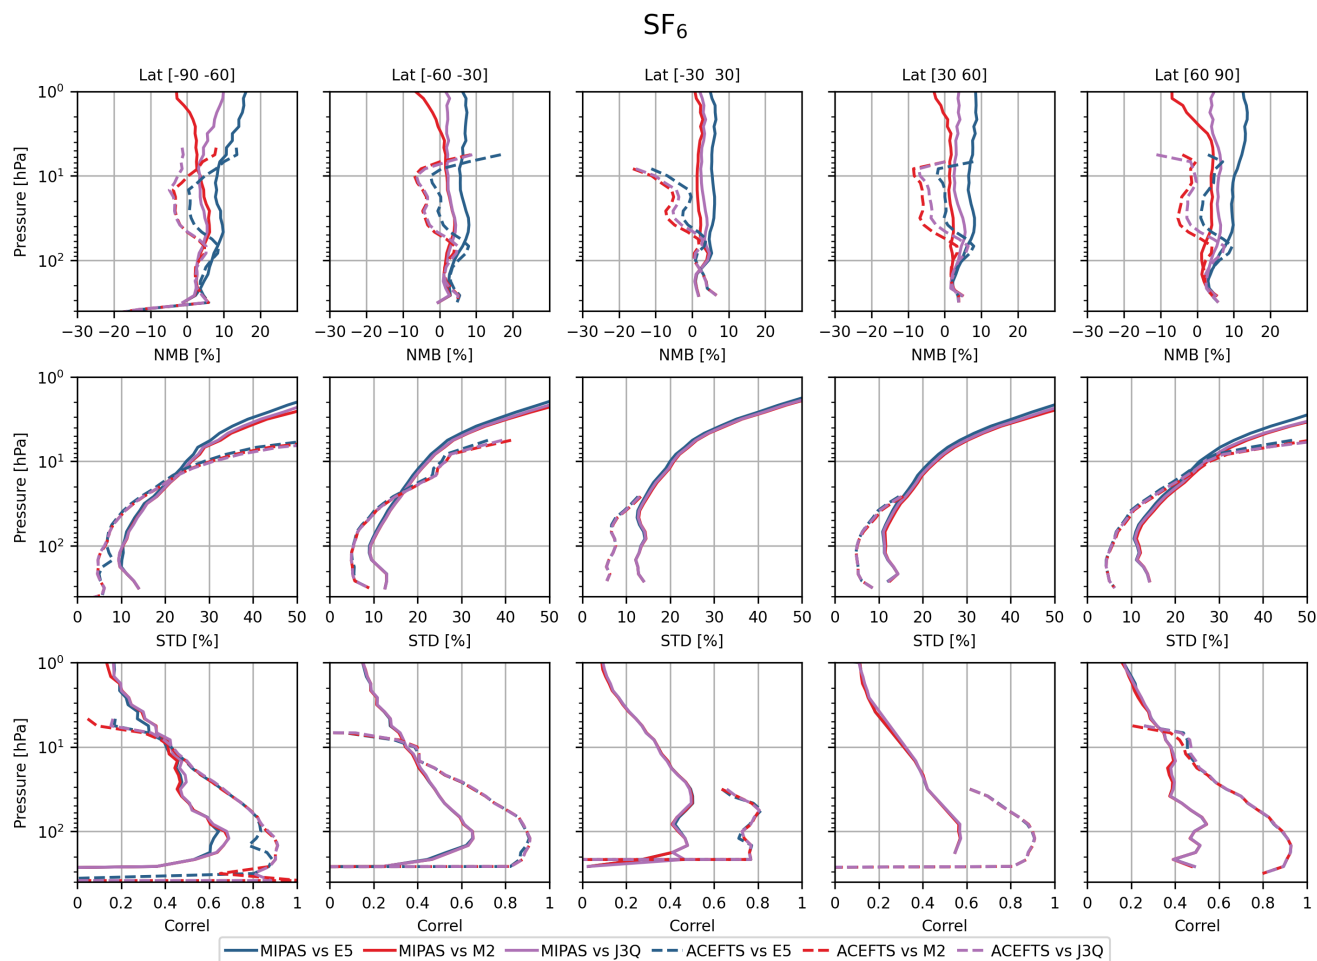 SF6
Lat [-90 -60] Lat [-60 -30] Lat [-30 30] Lat [30 60] Lat [60 90]
Pressure [hPa]
10^0
10^1
10^2
−30 −20 −10 0 10 20 −30 −20 −10 0 10 20 −30 −20 −10 0 10 20 −30 −20 −10 0 10 20 −30 −20 −10 0 10 20
NMB [%] NMB [%] NMB [%] NMB [%] NMB [%]
Pressure [hPa]
10^0
10^1
10^2
0 10 20 30 40 50 0 10 20 30 40 50 0 10 20 30 40 50 0 10 20 30 40 50 0 10 20 30 40 50
STD [%] STD [%] STD [%] STD [%] STD [%]
Pressure [hPa]
10^0
10^1
10^2
0 0.2 0.4 0.6 0.8 1 0 0.2 0.4 0.6 0.8 1 0 0.2 0.4 0.6 0.8 1 0 0.2 0.4 0.6 0.8 1 0 0.2 0.4 0.6 0.8 1
Correl Correl Correl Correl Correl
MIPAS vs E5 MIPAS vs M2 MIPAS vs J3Q ACEFTS vs E5 ACEFTS vs M2 ACEFTS vs J3Q